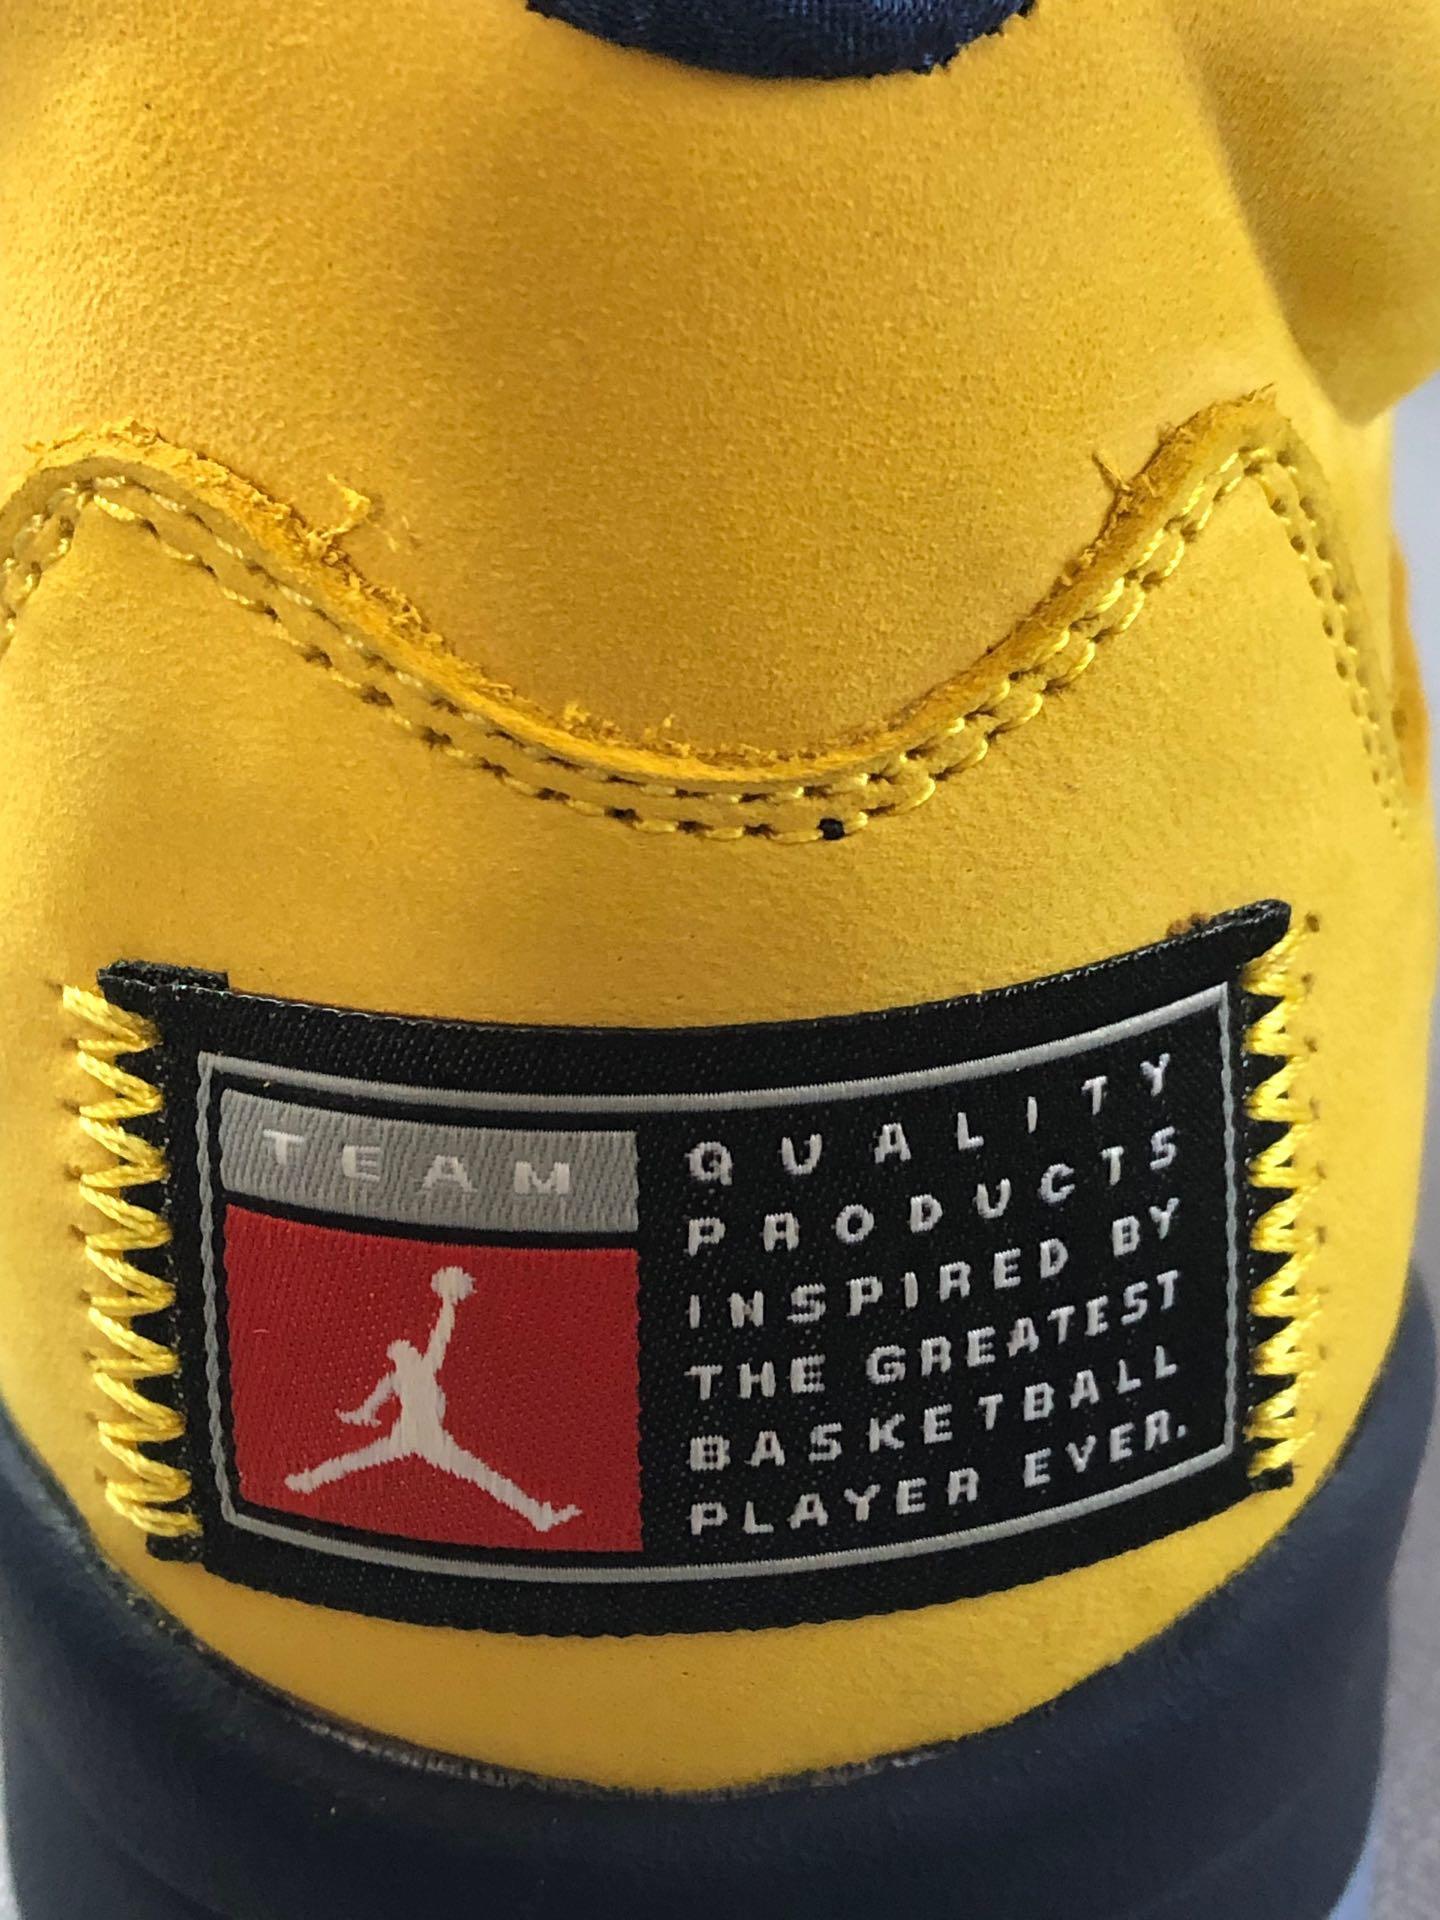 TEAM
QUALITY
PRODUCTS
INSPIRED BY
THE GREATEST
BASKETBALL
PLAYER EVER.